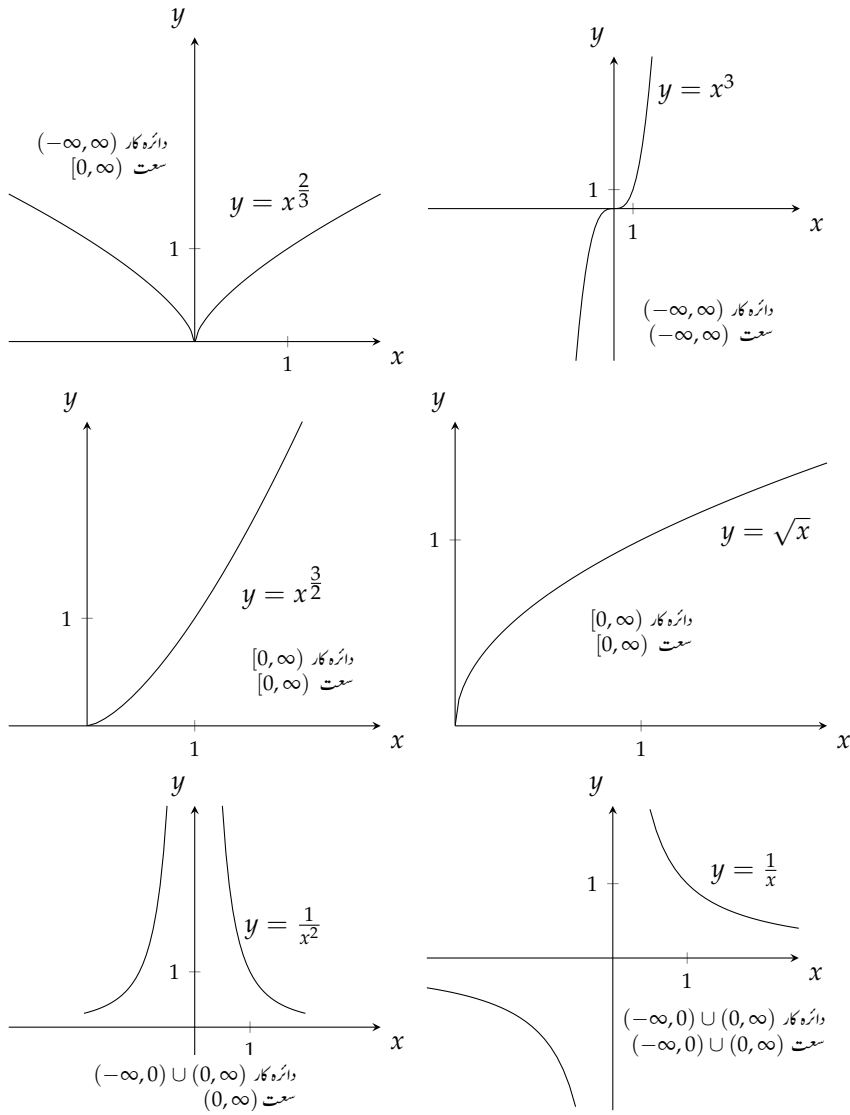 y
y = x^{2/3}
دائرہ کار (−∞, ∞)
سعت [0, ∞)
1
1
x
y
y = x³
1
1
x
دائرہ کار (−∞, ∞)
سعت (−∞, ∞)
y
1
y = x^{3/2}
دائرہ کار [0, ∞)
سعت [0, ∞)
1
x
y
1
y = √x
دائرہ کار [0, ∞)
سعت [0, ∞)
1
x
y
y = 1/x²
1
1
x
دائرہ کار (−∞, 0) ∪ (0, ∞)
سعت (0, ∞)
y
y = 1/x
1
1
x
دائرہ کار (−∞, 0) ∪ (0, ∞)
سعت (−∞, 0) ∪ (0, ∞)